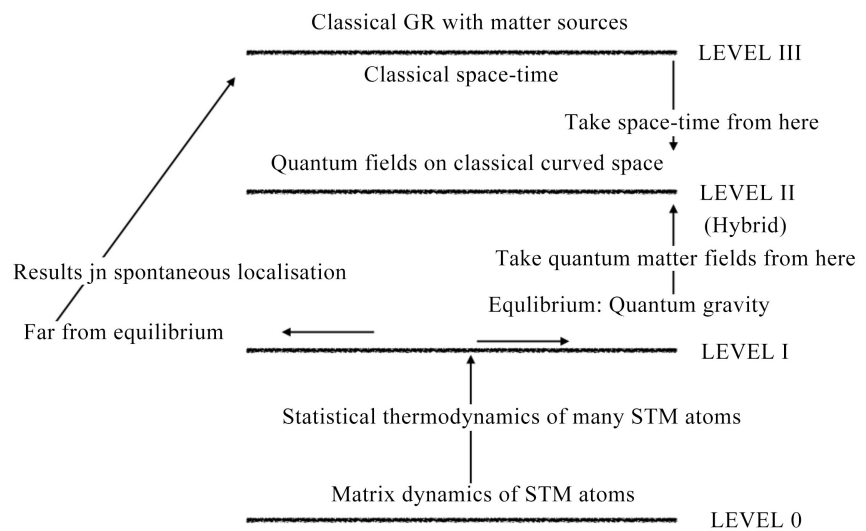 Classical GR with matter sources
LEVEL III
Classical space-time
Take space-time from here
Quantum fields on classical curved space
LEVEL II
(Hybrid)
Take quantum matter fields from here
Results jn spontaneous localisation
Equlibrium: Quantum gravity
Far from equilibrium
LEVEL I
Statistical thermodynamics of many STM atoms
Matrix dynamics of STM atoms
LEVEL 0